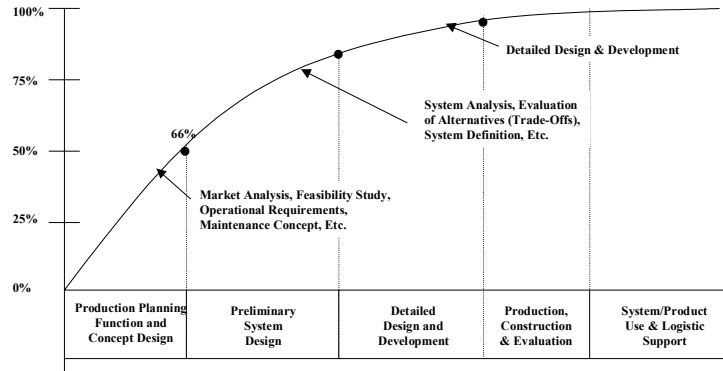 100%
Detailed Design & Development
75%
System Analysis, Evaluation
of Alternatives (Trade-Offs),
System Definition, Etc.
66%
50%
Market Analysis, Feasibility Study,
Operational Requirements,
Maintenance Concept, Etc.
25%
0%
Production Planning
Function and
Concept Design
Preliminary
System
Design
Detailed
Design and
Development
Production,
Construction
& Evaluation
System/Product
Use & Logistic
Support